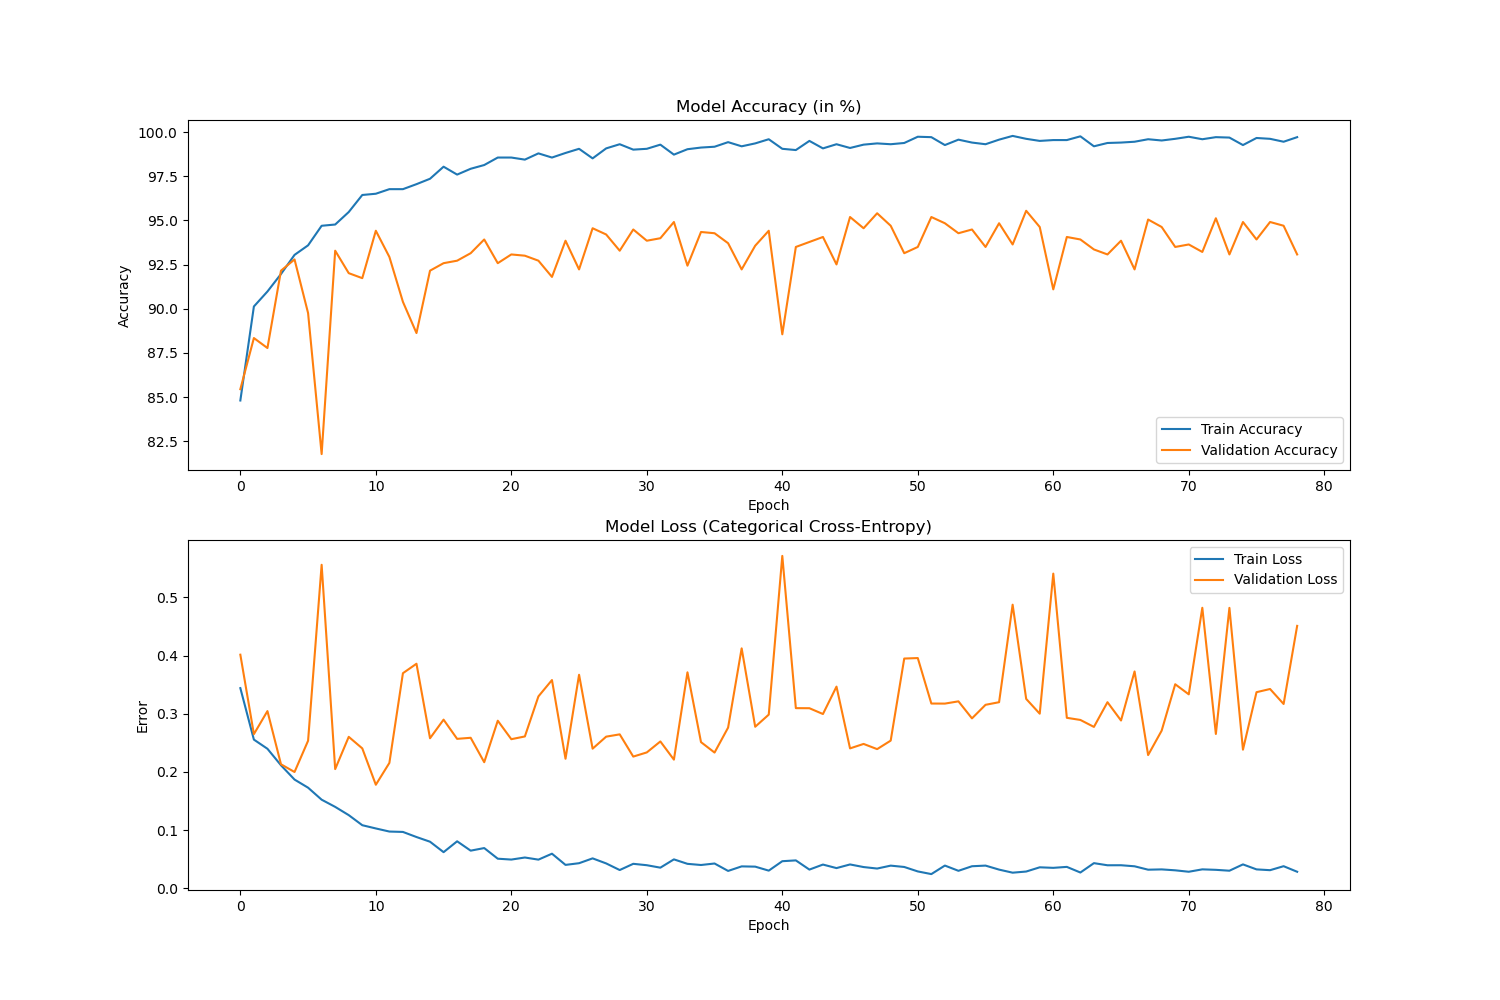 Model Accuracy (in %)
100.0
97.5
95.0
92.5
90.0
87.5
85.0
82.5
Accuracy
Train Accuracy
Validation Accuracy
0 10 20 30 40 50 60 70 80
Epoch
Model Loss (Categorical Cross-Entropy)
Train Loss
Validation Loss
0.5
0.4
0.3
0.2
0.1
0.0
Error
0 10 20 30 40 50 60 70 80
Epoch